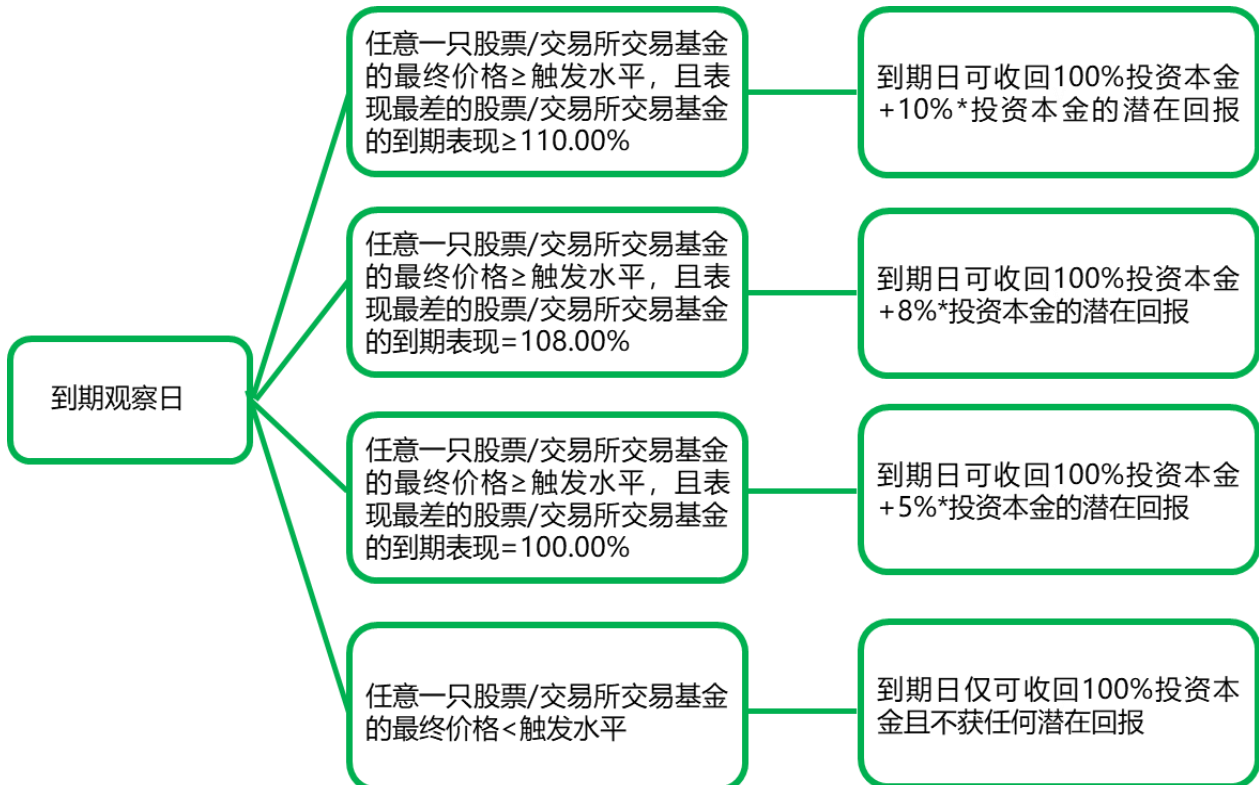 到期观察日
任意一只股票/交易所交易基金
的最终价格≥触发水平，且表
现最差的股票/交易所交易基金
的到期表现≥110.00%
到期日可收回100%投资本金
+10%*投资本金的潜在回报
任意一只股票/交易所交易基金
的最终价格≥触发水平，且表
现最差的股票/交易所交易基金
的到期表现=108.00%
到期日可收回100%投资本金
+8%*投资本金的潜在回报
任意一只股票/交易所交易基金
的最终价格≥触发水平，且表
现最差的股票/交易所交易基金
的到期表现=100.00%
到期日可收回100%投资本金
+5%*投资本金的潜在回报
任意一只股票/交易所交易基金
的最终价格<触发水平
到期日仅可收回100%投资本
金且不获任何潜在回报